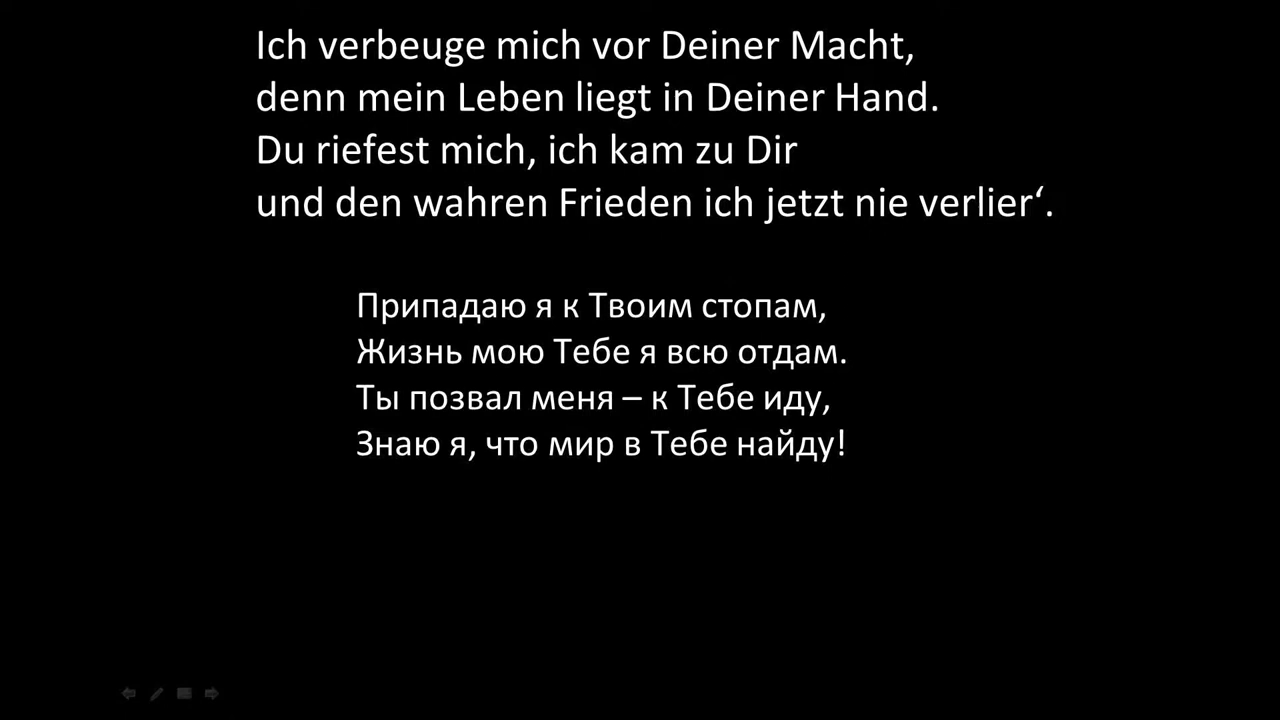 Ich verbeuge mich vor Deiner Macht,
denn mein Leben liegt in Deiner Hand.
Du riefest mich, ich kam zu Dir
und den wahren Frieden ich jetzt nie verlier‘.
Припадаю я к Твоим стопам,
Жизнь мою Тебе я всю отдам.
Ты позвал меня – к Тебе иду,
Знаю я, что мир в Тебе найду!